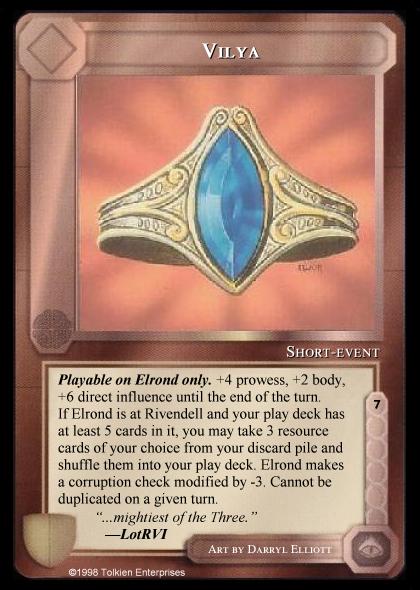 VILYA
SHORT-EVENT
Playable on Elrond only. +4 prowess, +2 body,
+6 direct influence until the end of the turn.
If Elrond is at Rivendell and your play deck has
at least 5 cards in it, you may take 3 resource
cards of your choice from your discard pile and
shuffle them into your play deck. Elrond makes
a corruption check modified by -3. Cannot be
duplicated on a given turn.
7
"...mightiest of the Three."
—LotRVI
ART BY DARRYL ELLIOTT
©1998 Tolkien Enterprises